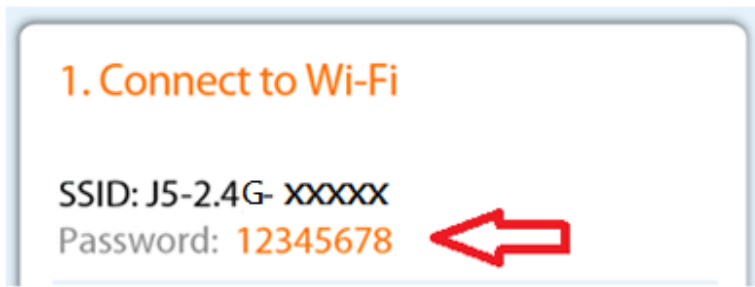 1. Connect to Wi-Fi
SSID: J5-2.4G- XXXXX
Password: 12345678